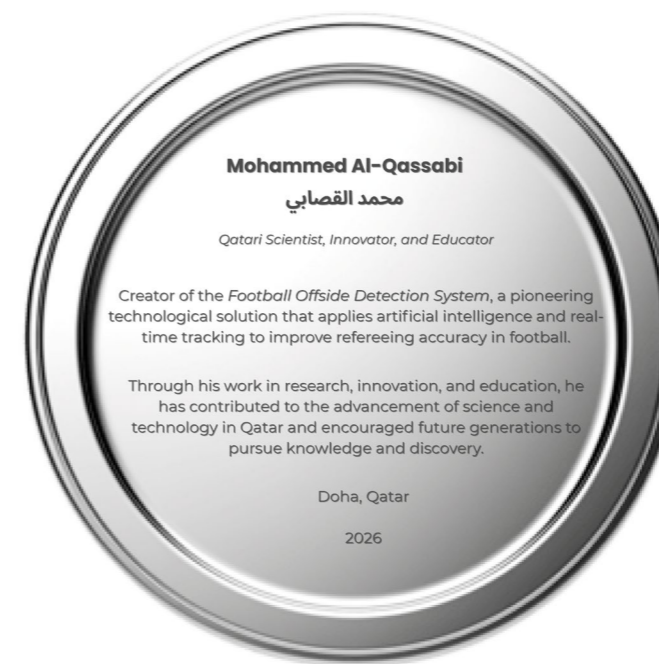 Mohammed Al-Qassabi
محمد القصابي
Qatari Scientist, Innovator, and Educator
Creator of the Football Offside Detection System, a pioneering
technological solution that applies artificial intelligence and real-
time tracking to improve refereeing accuracy in football.
Through his work in research, innovation, and education, he
has contributed to the advancement of science and
technology in Qatar and encouraged future generations to
pursue knowledge and discovery.
Doha, Qatar
2026